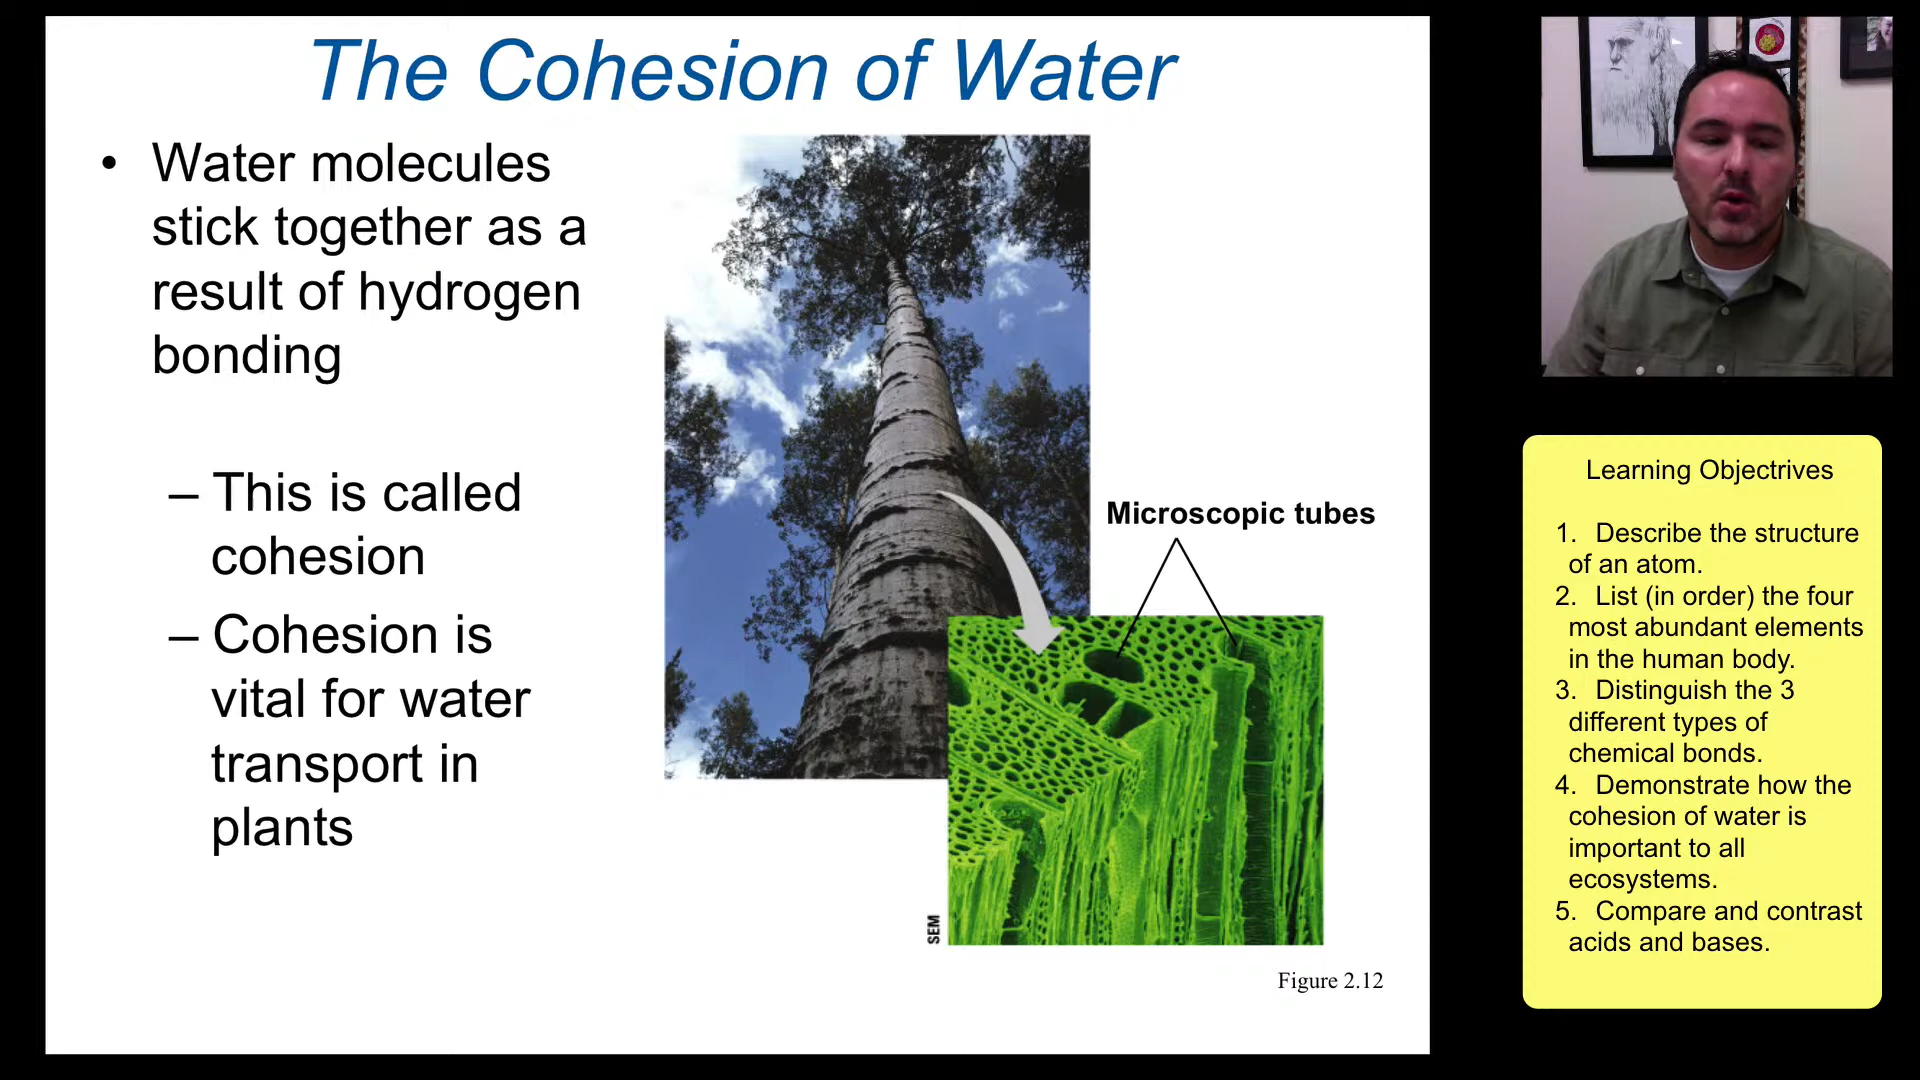 The Cohesion of Water
• Water molecules
stick together as a
result of hydrogen
bonding
– This is called
cohesion
– Cohesion is
vital for water
transport in
plants
Microscopic tubes
SEM
Figure 2.12
Learning Objectrives
1. Describe the structure
of an atom.
2. List (in order) the four
most abundant elements
in the human body.
3. Distinguish the 3
different types of
chemical bonds.
4. Demonstrate how the
cohesion of water is
important to all
ecosystems.
5. Compare and contrast
acids and bases.